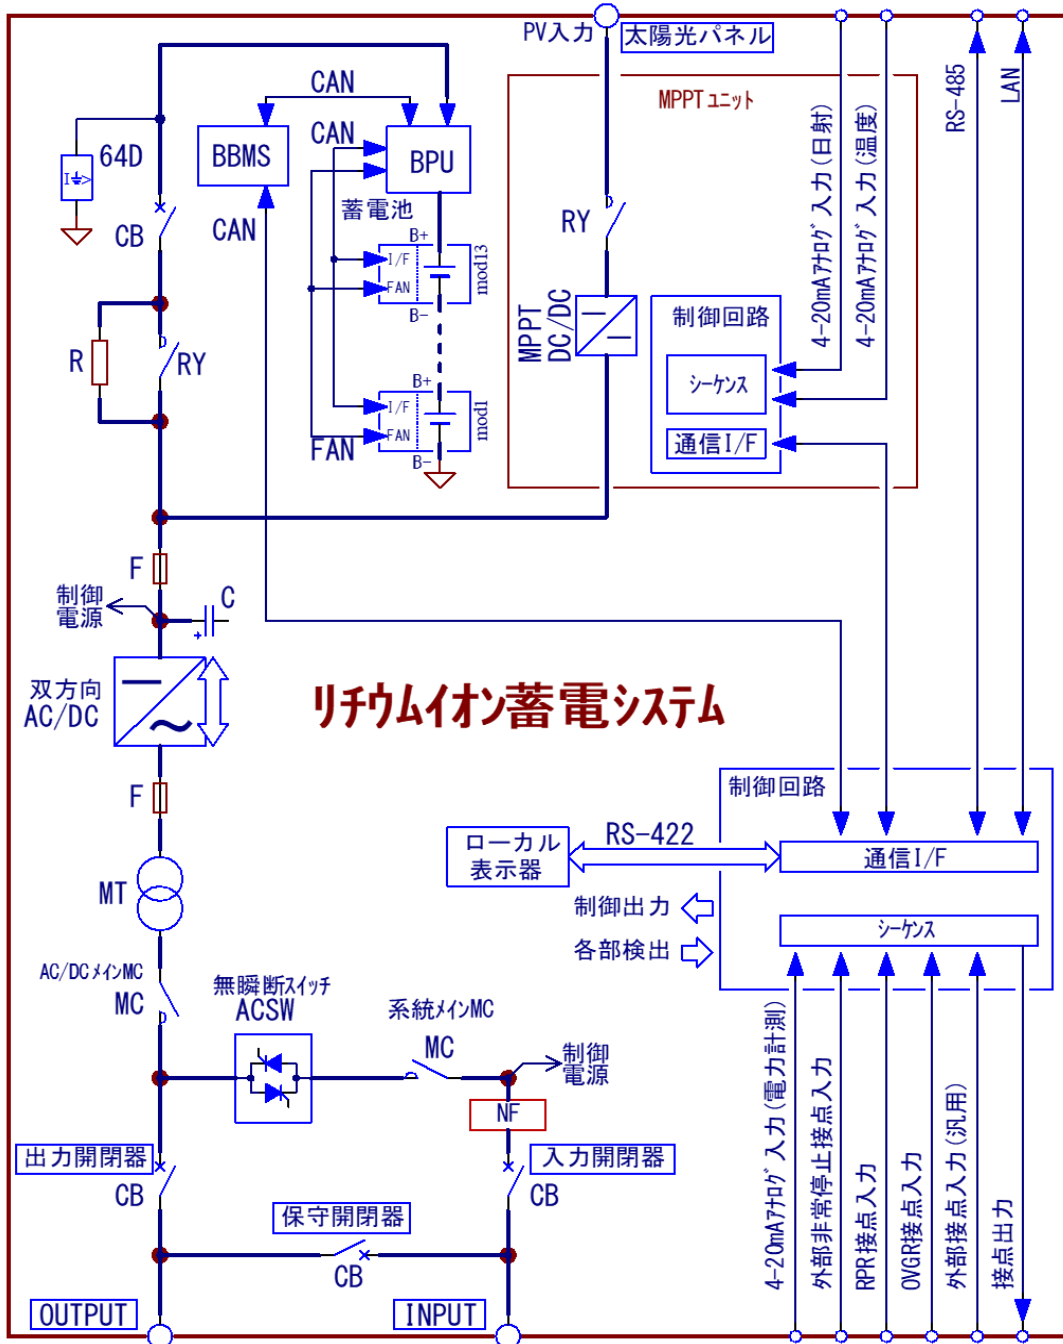 PV入力
太陽光パネル
MPPTユニット
4-20mAアナログ入力(日射)
4-20mAアナログ入力(温度)
RS-485
LAN
CAN
64D
I
BBMS
CAN
BPU
CB
CAN
蓄電池
B+
I/F
FAN
B-
mod13
RY
R
RY
MPPT
DC/DC
制御回路
シーケンス
通信I/F
B+
I/F
FAN
B-
mod1
FAN
F
制御
電源
C
+
双方向
AC/DC
リチウムイオン蓄電システム
F
制御回路
ローカル
表示器
RS-422
通信I/F
MT
制御出力
各部検出
シーケンス
AC/DCメインMC
MC
無瞬断スイッチ
ACSW
系統メインMC
MC
制御
電源
NF
出力開閉器
CB
入力開閉器
CB
保守開閉器
CB
4-20mAアナログ入力(電力計測)
外部非常停止接点入力
RPR接点入力
OVGR接点入力
外部接点入力(汎用)
接点出力
OUTPUT
INPUT